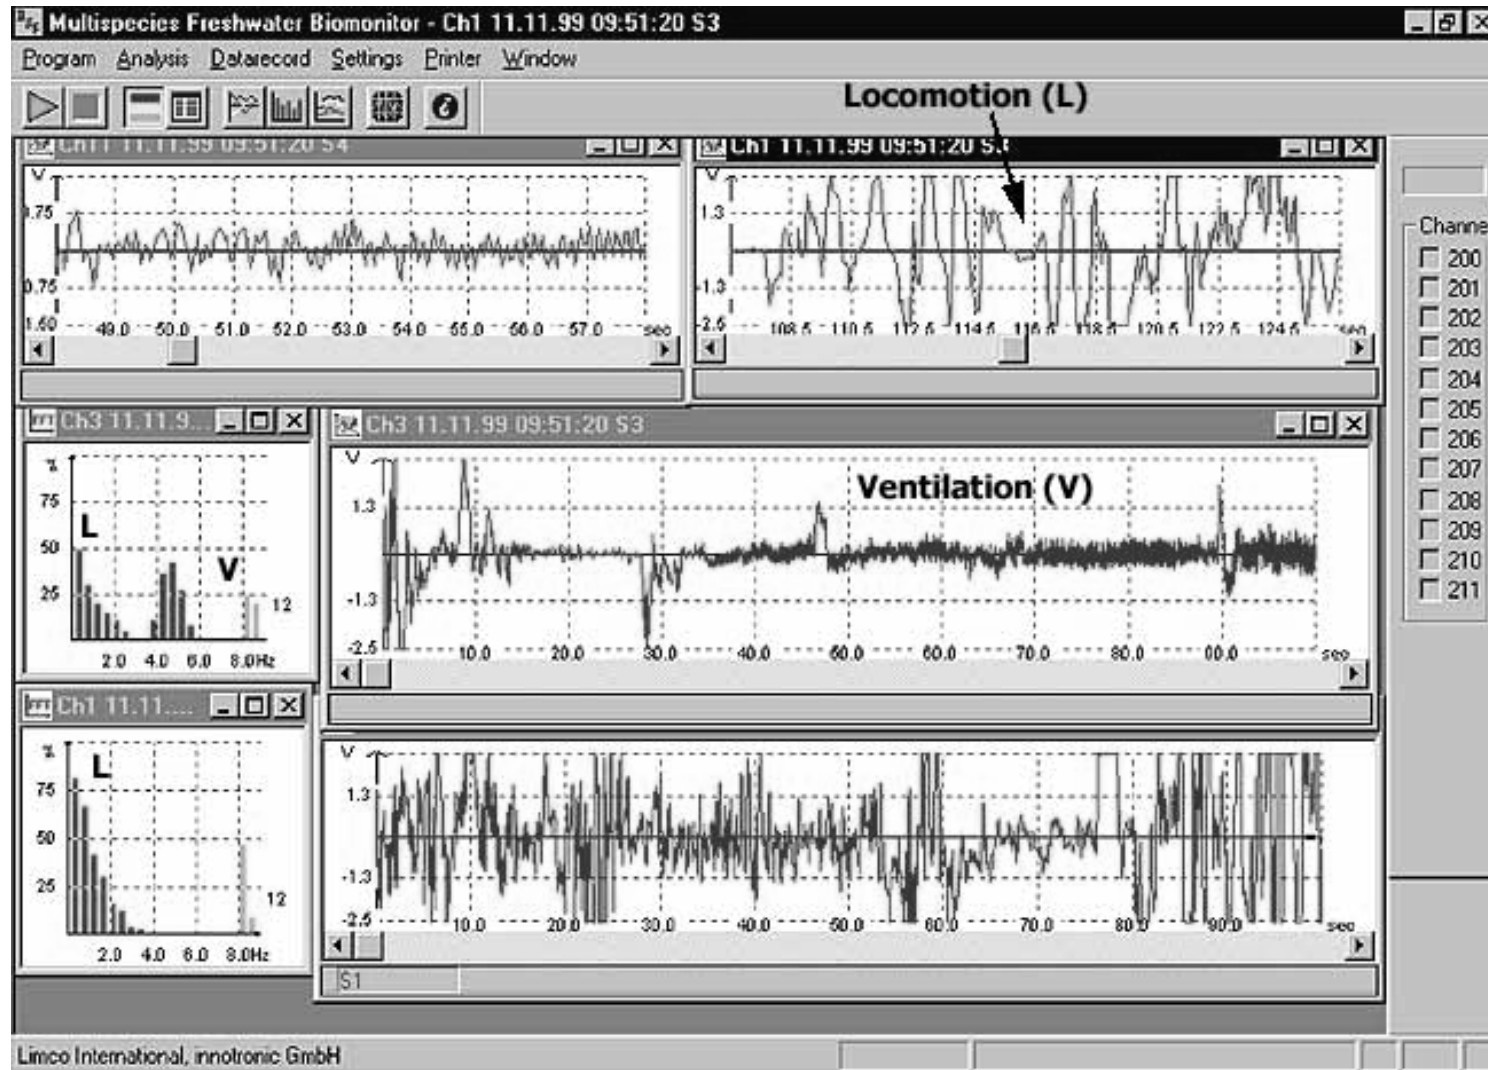 Multispecies Freshwater Biomonitor - Ch1 11.11.99 09:51:20 S3
Program Analysis Datarecord Settings Printer Window
Locomotion (L)
Ch11 11.11.99 09:51:20 S4
V
1.75
0.75
-1.60
49.0 50.0 51.0 52.0 53.0 54.0 55.0 56.0 57.0 sec
Ch1 11.11.99 09:51:20 S3
V
1.3
-1.3
-2.6
108.5 110.5 112.5 114.5 116.5 118.5 120.5 122.5 124.5 sec
Channe
200
201
202
203
204
205
206
207
208
209
210
211
FFT Ch3 11.11.9...
%
75
50
25
L
V
12
2.0 4.0 6.0 8.0Hz
Ch3 11.11.99 09:51:20 S3
V
Ventilation (V)
1.3
-1.3
-2.5
10.0 20.0 30.0 40.0 50.0 60.0 70.0 80.0 90.0 sec
FFT Ch1 11.11....
%
L
75
50
25
12
2.0 4.0 6.0 8.0Hz
V
1.3
-1.3
-2.5
10.0 20.0 30.0 40.0 50.0 60.0 70.0 80.0 90.0 sec
S1
Limco International, innotronic GmbH